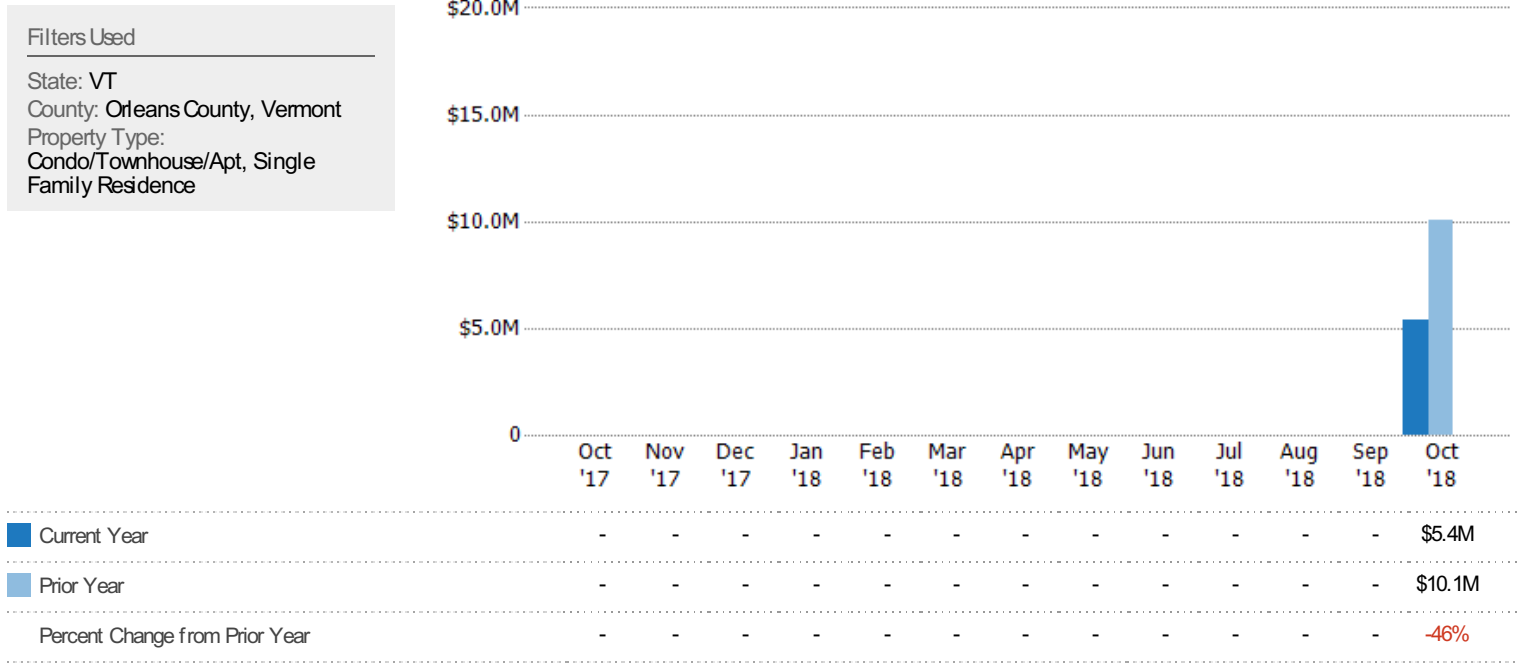 Filters Used
State: VT
County: Orleans County, Vermont
Property Type:
Condo/Townhouse/Apt, Single
Family Residence
$20.0M
$15.0M
$10.0M
$5.0M
0
Oct Nov Dec Jan Feb Mar Apr May Jun Jul Aug Sep Oct
'17 '17 '17 '18 '18 '18 '18 '18 '18 '18 '18 '18 '18
Current Year - - - - - - - - - - - - $5.4M
Prior Year - - - - - - - - - - - - $10.1M
Percent Change from Prior Year - - - - - - - - - - - - -46%